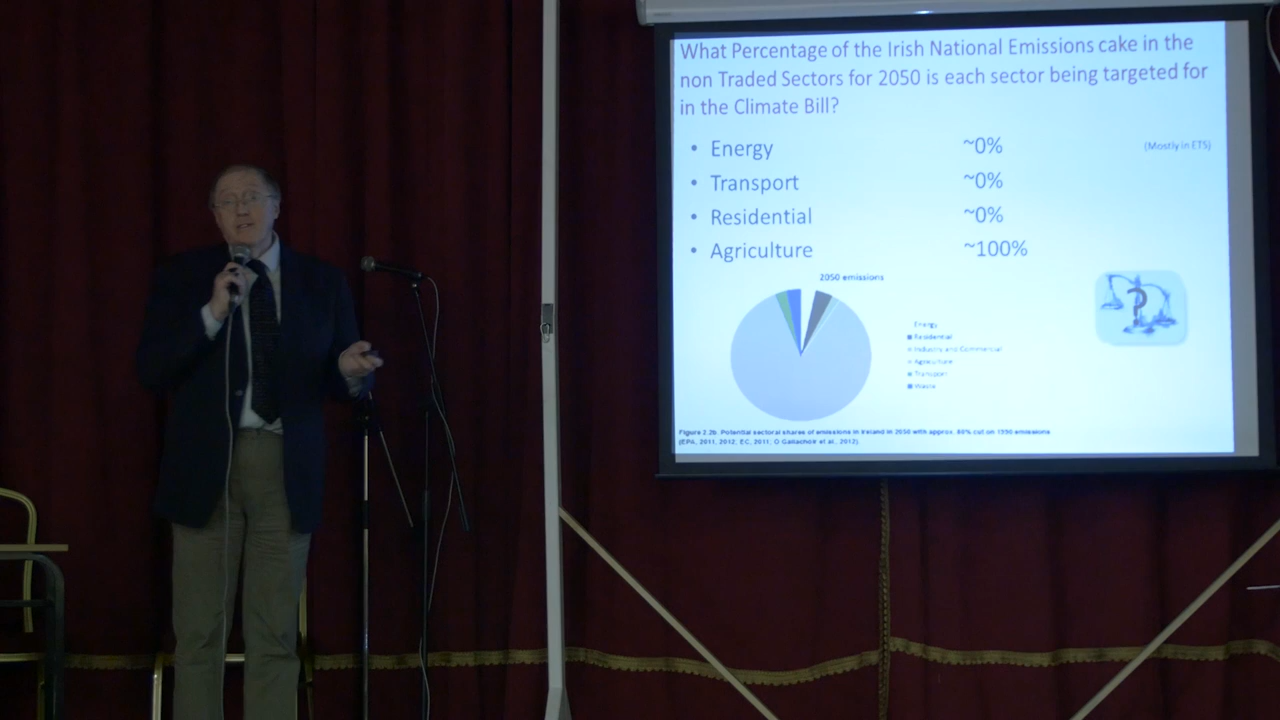 What Percentage of the Irish National Emissions cake in the
non Traded Sectors for 2050 is each sector being targeted for
in the Climate Bill?
• Energy ~0% (Mostly in ETS)
• Transport ~0%
• Residential ~0%
• Agriculture ~100%
2050 emissions
?
Energy
Residential
Industry and Commercial
Agriculture
Transport
Waste
Figure 2.2b. Potential sectoral shares of emissions in Ireland in 2050 with approx. 80% cut on 1990 emissions
(EPA, 2011, 2012; EC, 2011; O Gallachoir et al., 2012).